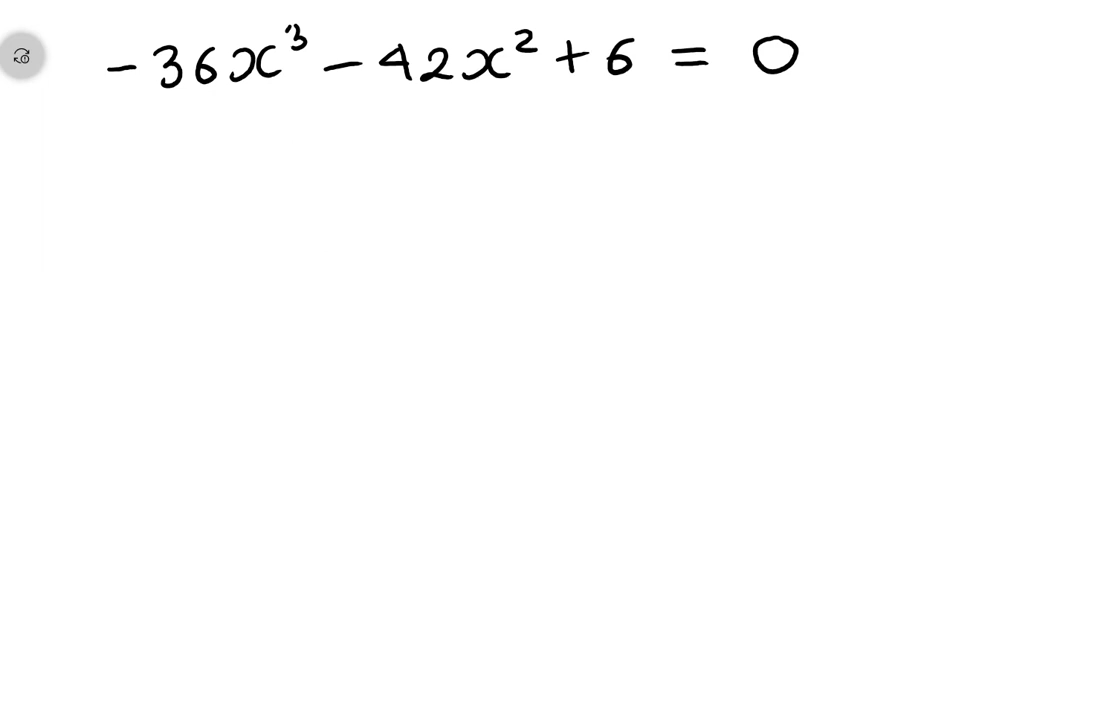 -36x³ - 42x² + 6 = 0